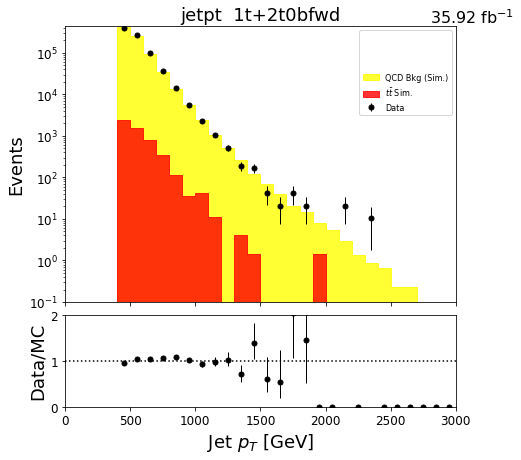 jetpt 1t+2t0bfwd
35.92 fb⁻¹
Events
10⁵
10⁴
10³
10²
10¹
10⁰
10⁻¹
QCD Bkg (Sim.)
tt̄ Sim.
Data
Data/MC
2
1
0
0 500 1000 1500 2000 2500 3000
Jet p_T [GeV]